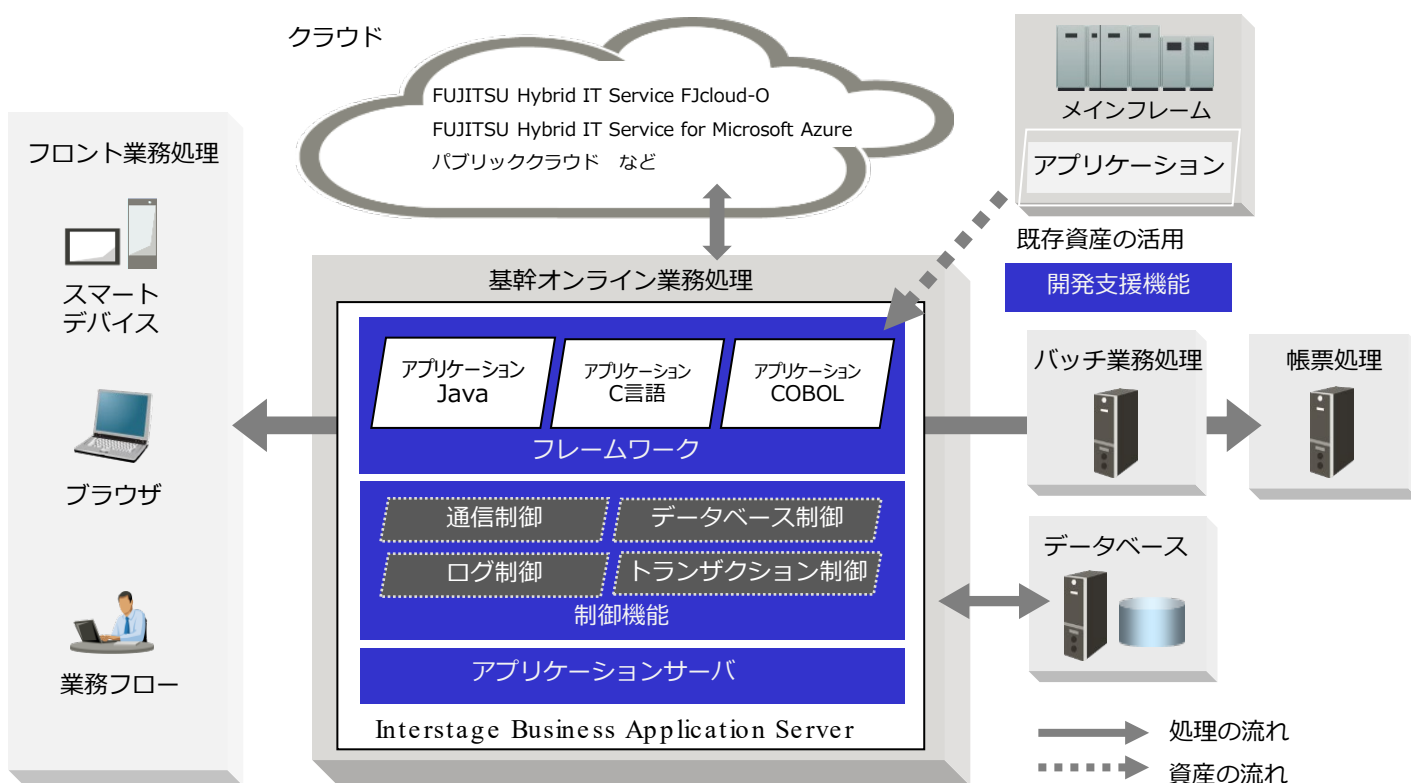 クラウド
FUJITSU Hybrid IT Service FJcloud-O
FUJITSU Hybrid IT Service for Microsoft Azure
パブリッククラウド　など
メインフレーム
アプリケーション
既存資産の活用
開発支援機能
フロント業務処理
スマート
デバイス
ブラウザ
業務フロー
基幹オンライン業務処理
アプリケーション
Java
アプリケーション
C言語
アプリケーション
COBOL
フレームワーク
通信制御
データベース制御
ログ制御
トランザクション制御
制御機能
アプリケーションサーバ
Interstage Business Application Server
バッチ業務処理
帳票処理
データベース
処理の流れ
資産の流れ